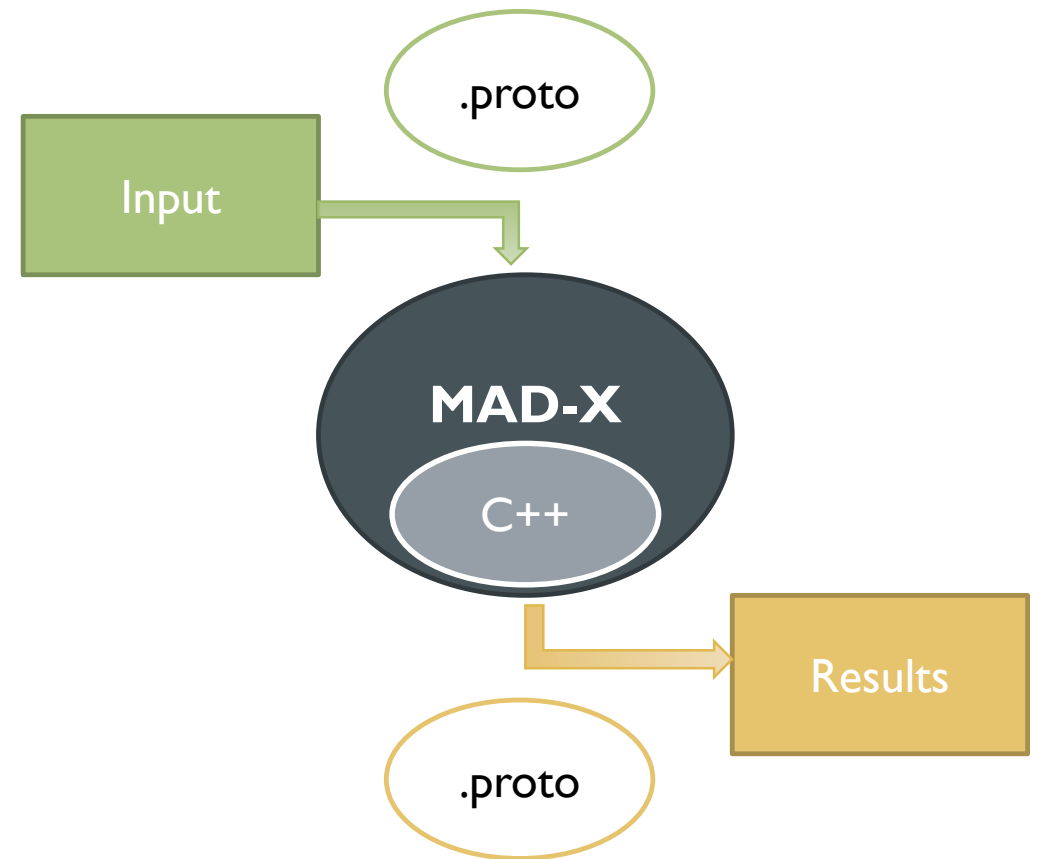 .proto
Input
MAD-X
C++
Results
.proto